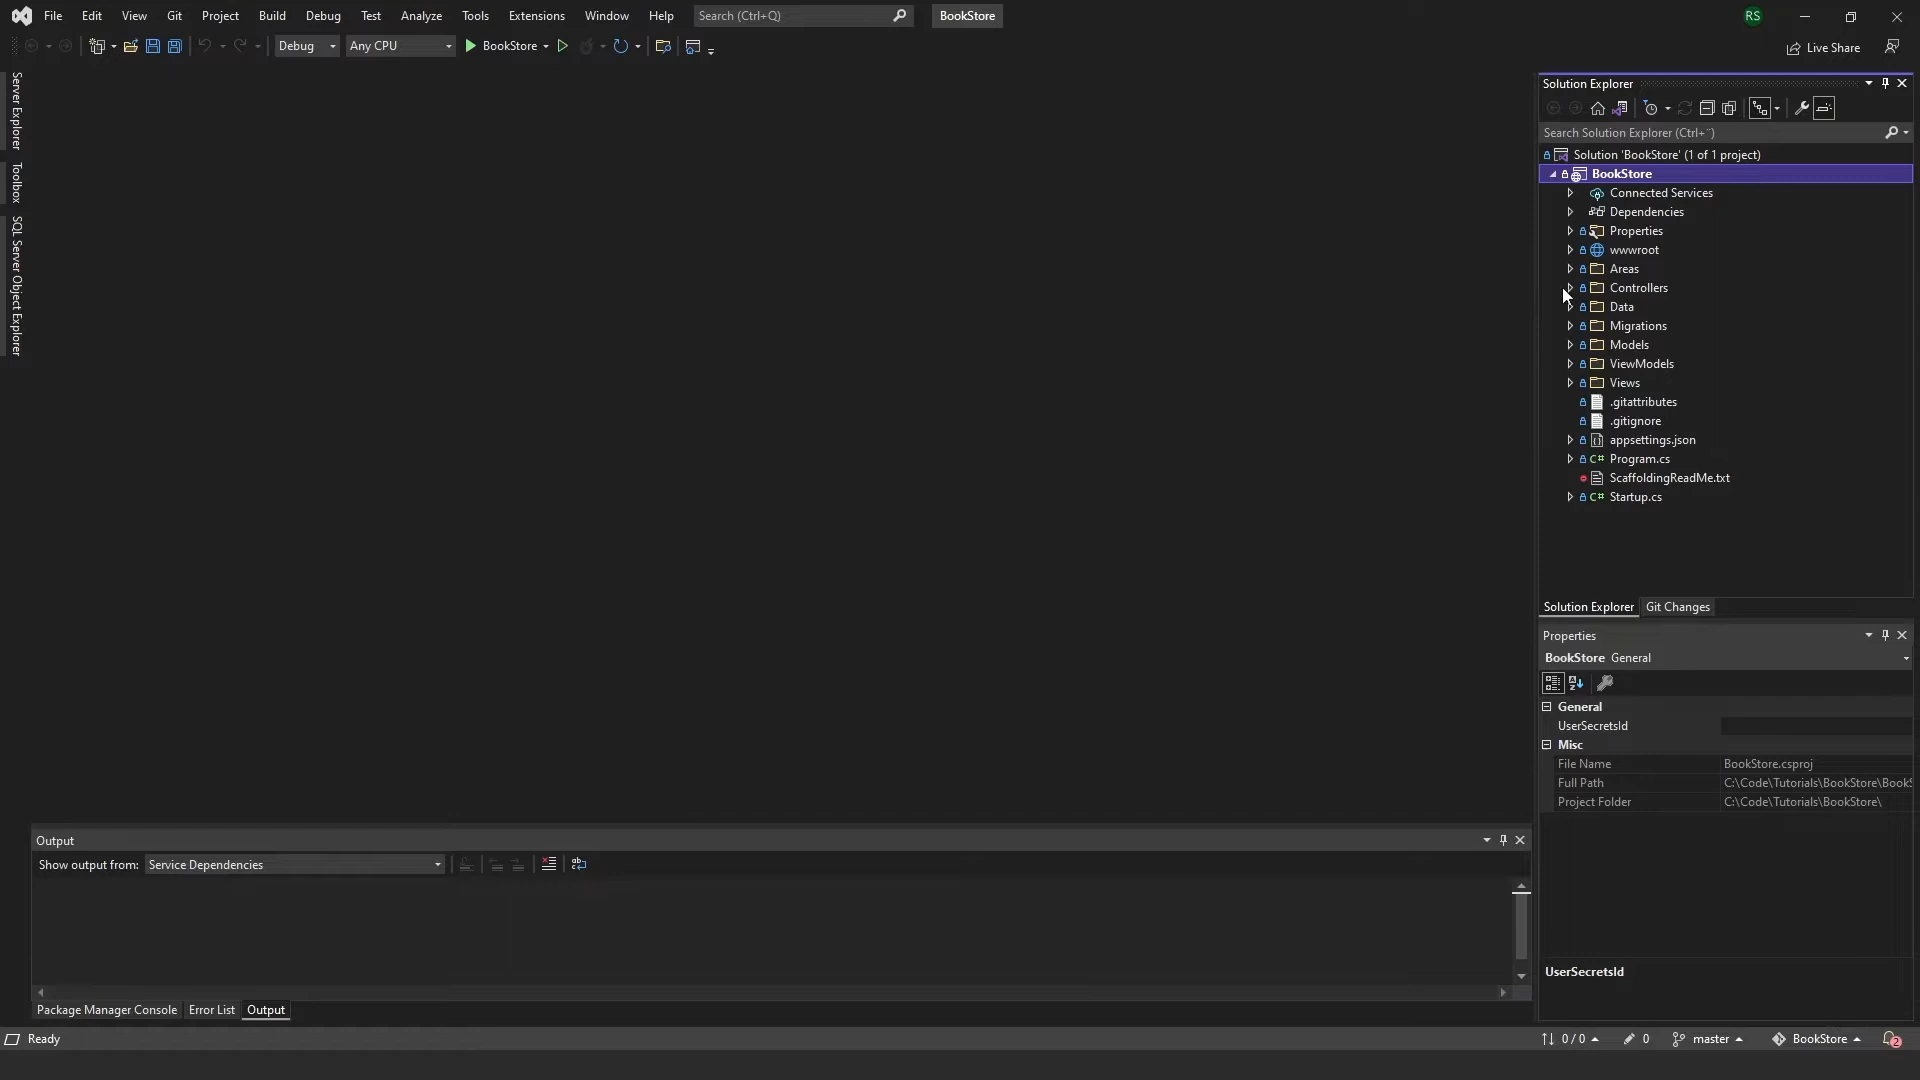 File Edit View Git Project Build Debug Test Analyze Tools Extensions Window Help Search (Ctrl+Q) BookStore RS
Debug Any CPU BookStore Live Share
Server Explorer
Toolbox
SQL Server Object Explorer
Solution Explorer
Search Solution Explorer (Ctrl+¨)
Solution 'BookStore' (1 of 1 project)
BookStore
Connected Services
Dependencies
Properties
wwwroot
Areas
Controllers
Data
Migrations
Models
ViewModels
Views
.gitattributes
.gitignore
appsettings.json
C# Program.cs
ScaffoldingReadMe.txt
C# Startup.cs
Solution Explorer Git Changes
Properties
BookStore General
General
UserSecretsId
Misc
File Name BookStore.csproj
Full Path C:\Code\Tutorials\BookStore\BookS
Project Folder C:\Code\Tutorials\BookStore\
UserSecretsId
Output
Show output from: Service Dependencies
Package Manager Console Error List Output
Ready 0 / 0 0 master BookStore 2